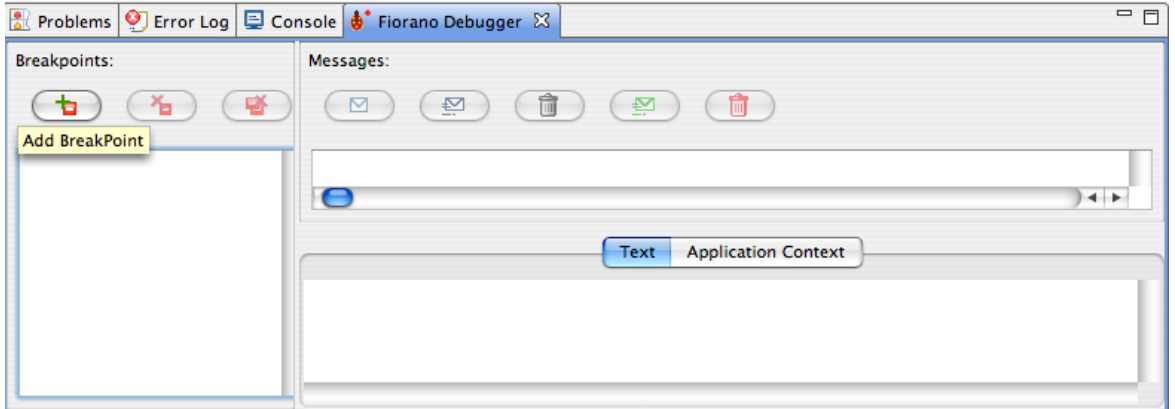 Problems Error Log Console Fiorano Debugger
Breakpoints:
Messages:
Add BreakPoint
Text Application Context